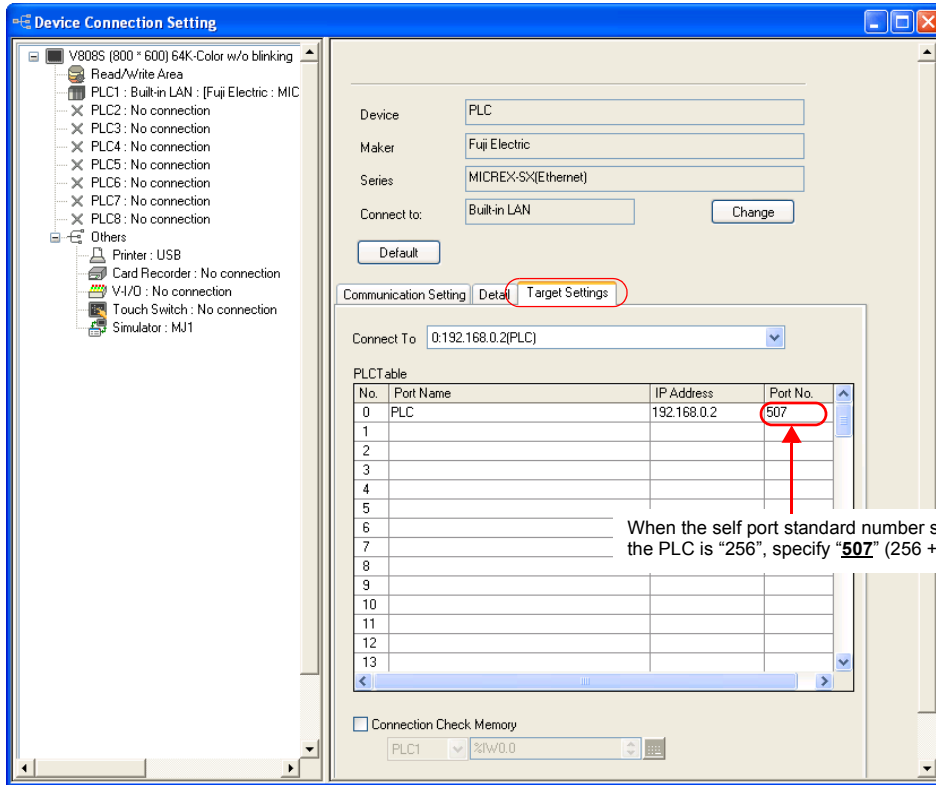 Device Connection Setting
V808S (800 * 600) 64K-Color w/o blinking
Read/Write Area
PLC1 : Built-in LAN : [Fuji Electric : MIC
PLC2 : No connection
PLC3 : No connection
PLC4 : No connection
PLC5 : No connection
PLC6 : No connection
PLC7 : No connection
PLC8 : No connection
Others
Printer : USB
Card Recorder : No connection
V-I/O : No connection
Touch Switch : No connection
Simulator : MJ1
Device PLC
Maker Fuji Electric
Series MICREX-SX(Ethernet)
Connect to: Built-in LAN Change
Default
Communication Setting Detail Target Settings
Connect To 0:192.168.0.2(PLC)
PLCTable
No. Port Name IP Address Port No.
0 PLC 192.168.0.2 507
1
2
3
4
5
6
7
8
9
10
11
12
13
When the self port standard number s
the PLC is “256”, specify “507” (256 +
Connection Check Memory
PLC1 %IW0.0